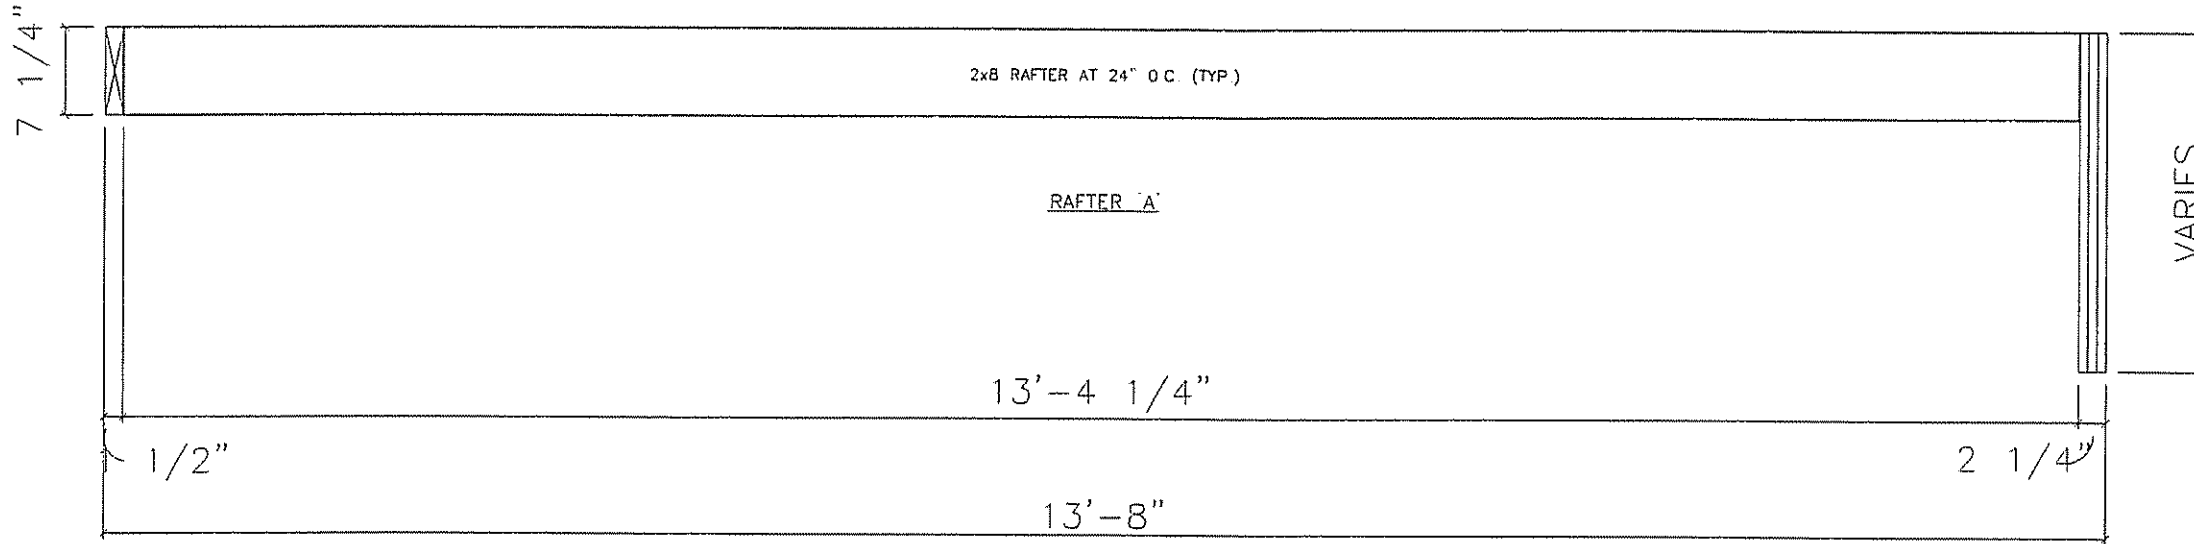 7 1/4"
2x8 RAFTER AT 24" O.C. (TYP.)
VARIES
RAFTER 'A'
13'-4 1/4"
1/2"
2 1/4"
13'-8"